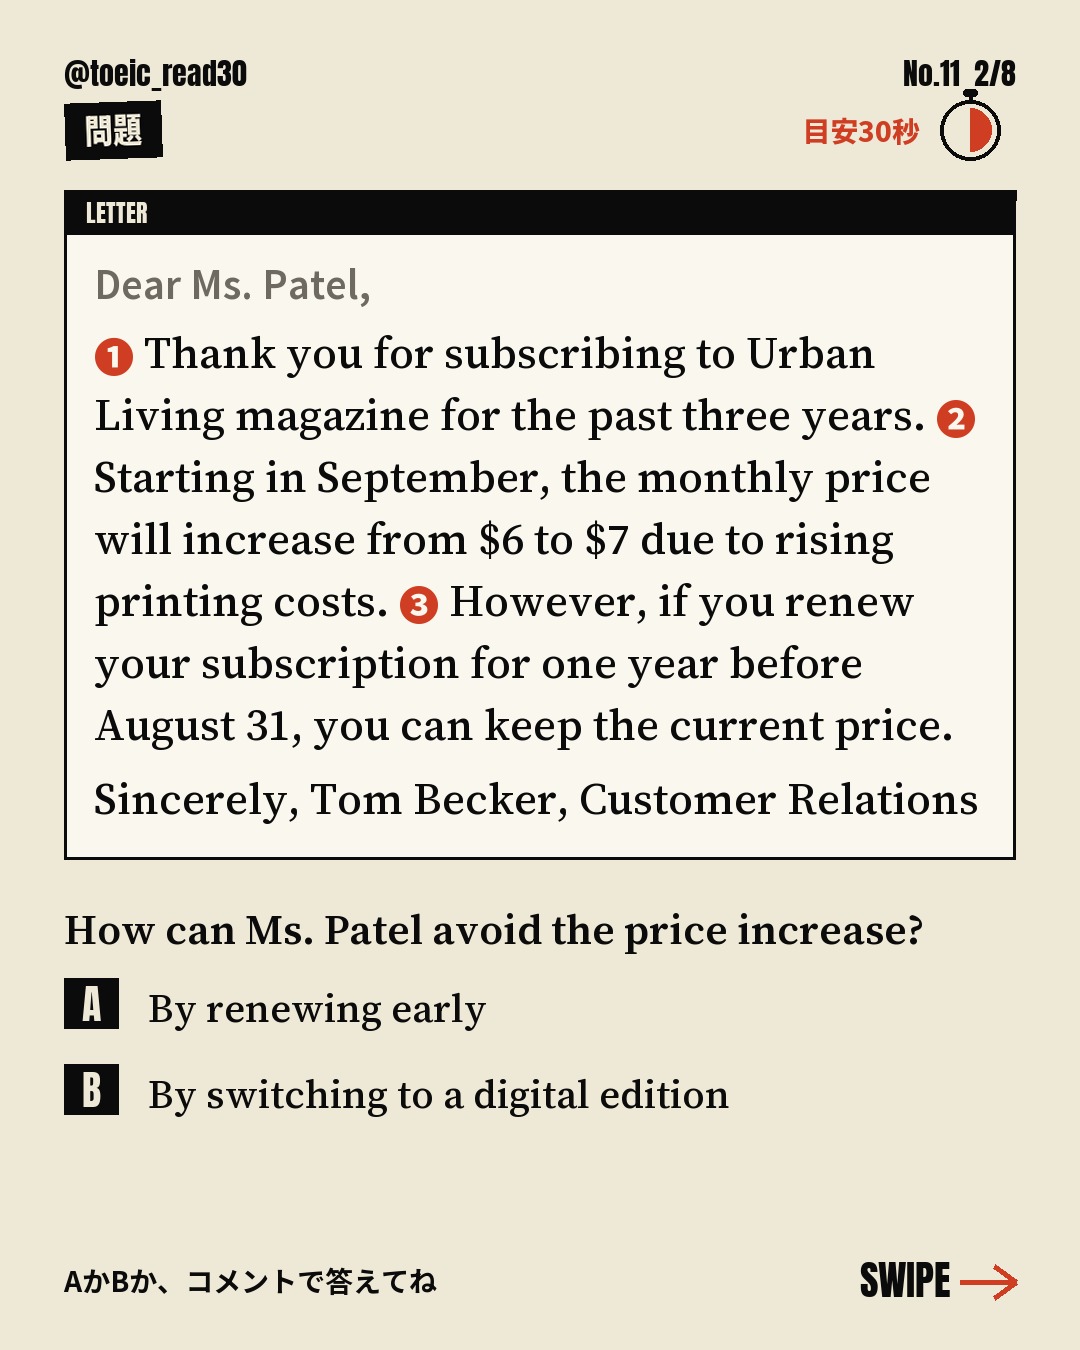 @toeic_read30
No.11 2/8
問題
目安30秒
LETTER
Dear Ms. Patel,
❶ Thank you for subscribing to Urban
Living magazine for the past three years. ❷
Starting in September, the monthly price
will increase from $6 to $7 due to rising
printing costs. ❸ However, if you renew
your subscription for one year before
August 31, you can keep the current price.
Sincerely, Tom Becker, Customer Relations
How can Ms. Patel avoid the price increase?
A By renewing early
B By switching to a digital edition
AかBか、コメントで答えてね
SWIPE